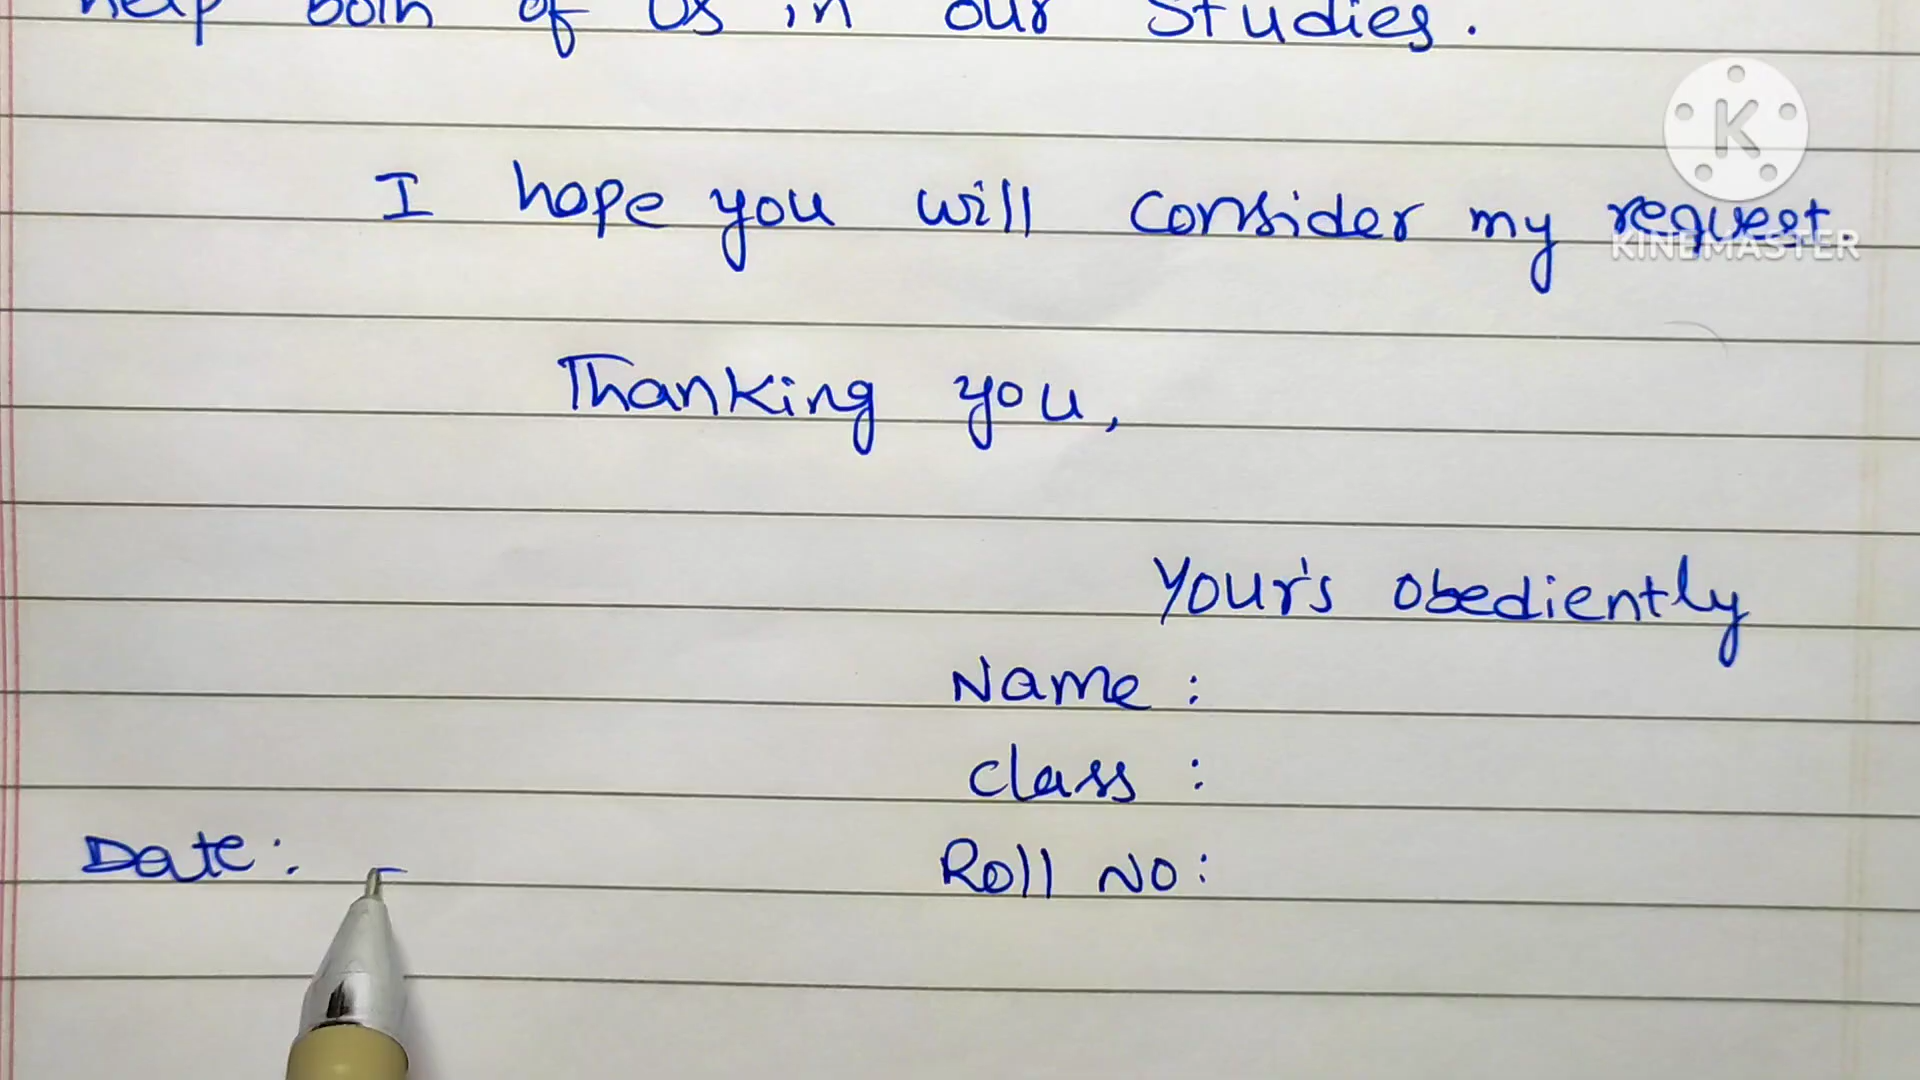 help both of us in our studies.
I hope you will consider my request.
Thanking you,
Your's obediently
Name :
Class :
Date :
Roll No :
K
KINEMASTER